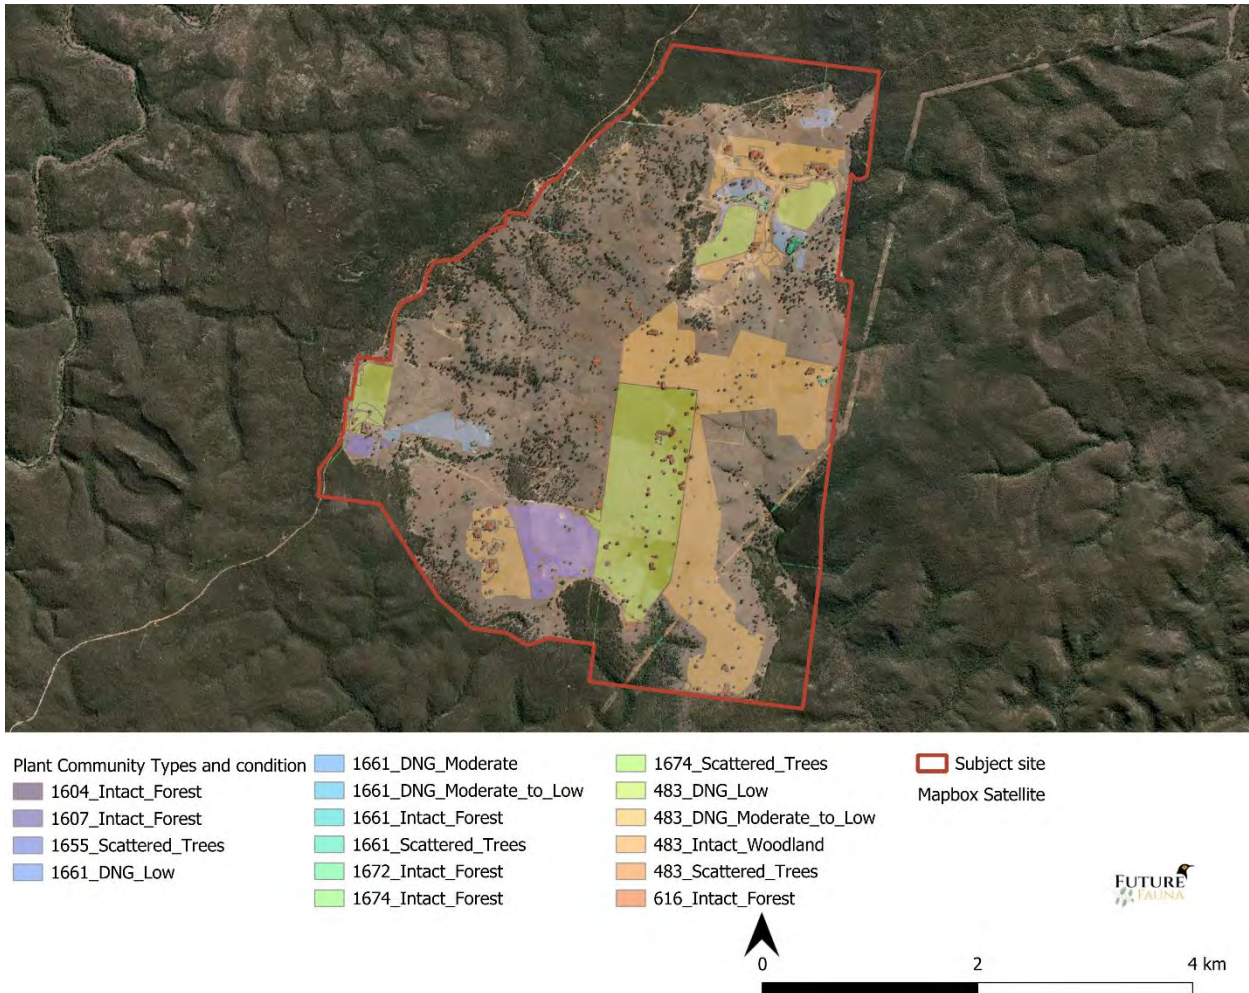 Plant Community Types and condition
1604_Intact_Forest
1607_Intact_Forest
1655_Scattered_Trees
1661_DNG_Low
1661_DNG_Moderate
1661_DNG_Moderate_to_Low
1661_Intact_Forest
1661_Scattered_Trees
1672_Intact_Forest
1674_Intact_Forest
1674_Scattered_Trees
483_DNG_Low
483_DNG_Moderate_to_Low
483_Intact_Woodland
483_Scattered_Trees
616_Intact_Forest
Subject site
Mapbox Satellite
FUTURE
FAUNA
0 2 4 km